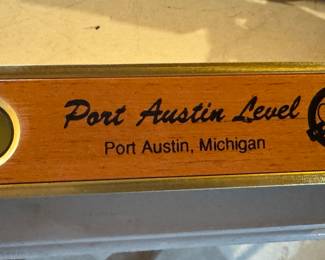 Port Austin Level
Port Austin, Michigan